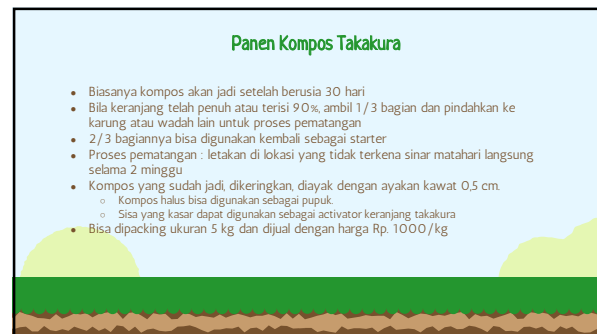 Panen Kompos Takakura
• Biasanya kompos akan jadi setelah berusia 30 hari
• Bila keranjang telah penuh atau terisi 90%, ambil 1/3 bagian dan pindahkan ke
karung atau wadah lain untuk proses pematangan
• 2/3 bagiannya bisa digunakan kembali sebagai starter
• Proses pematangan : letakan di lokasi yang tidak terkena sinar matahari langsung
selama 2 minggu
• Kompos yang sudah jadi, dikeringkan, diayak dengan ayakan kawat 0,5 cm.
○ Kompos halus bisa digunakan sebagai pupuk.
○ Sisa yang kasar dapat digunakan sebagai activator keranjang takakura
• Bisa dipacking ukuran 5 kg dan dijual dengan harga Rp. 1000/kg